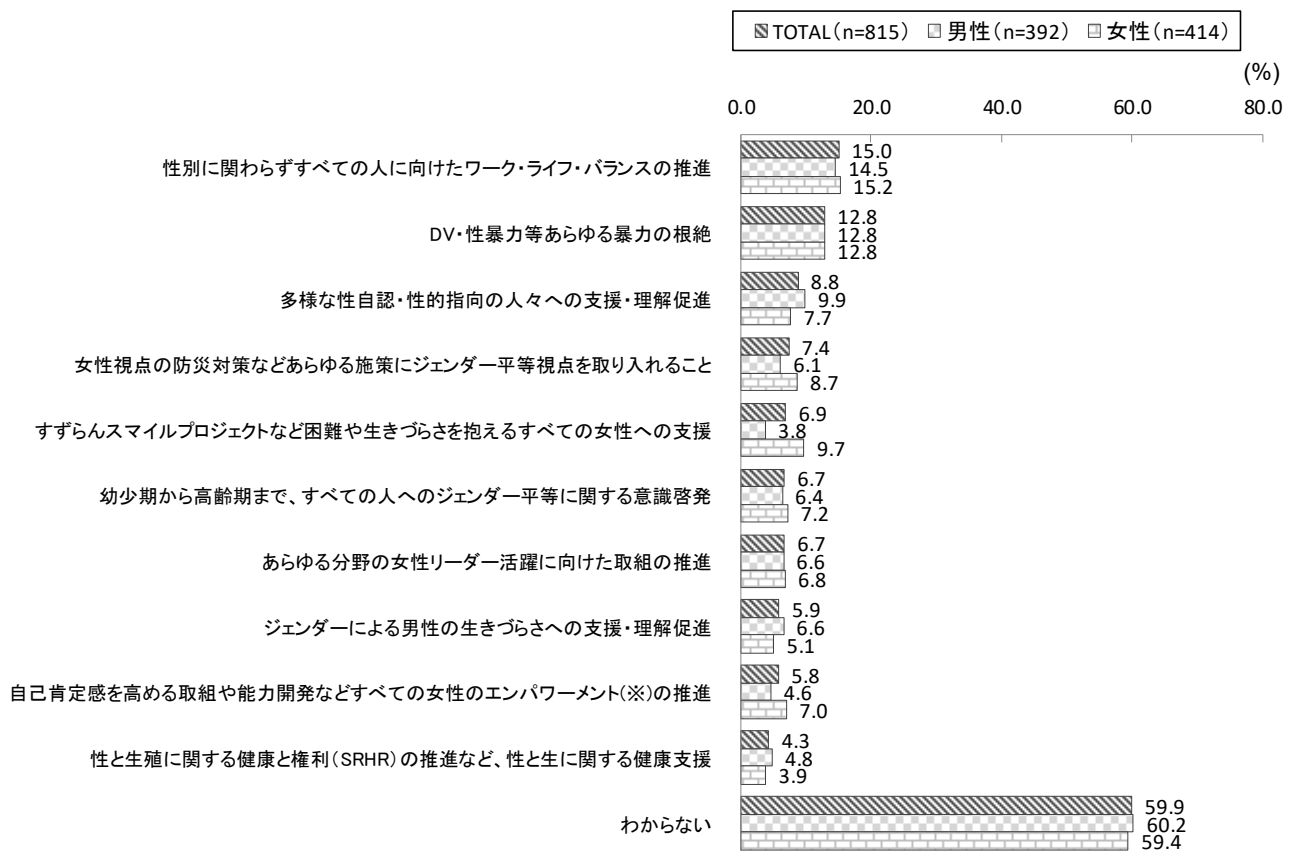 TOTAL(n=815) 男性(n=392) 女性(n=414)
(%)
0.0 20.0 40.0 60.0 80.0
性別に関わらずすべての人に向けたワーク・ライフ・バランスの推進
15.0
14.5
15.2
DV・性暴力等あらゆる暴力の根絶
12.8
12.8
12.8
多様な性自認・性的指向の人々への支援・理解促進
8.8
9.9
7.7
女性視点の防災対策などあらゆる施策にジェンダー平等視点を取り入れること
7.4
6.1
8.7
すずらんスマイルプロジェクトなど困難や生きづらさを抱えるすべての女性への支援
6.9
3.8
9.7
幼少期から高齢期まで、すべての人へのジェンダー平等に関する意識啓発
6.7
6.4
7.2
あらゆる分野の女性リーダー活躍に向けた取組の推進
6.7
6.6
6.8
ジェンダーによる男性の生きづらさへの支援・理解促進
5.9
6.6
5.1
自己肯定感を高める取組や能力開発などすべての女性のエンパワーメント(※)の推進
5.8
4.6
7.0
性と生殖に関する健康と権利(SRHR)の推進など、性と生に関する健康支援
4.3
4.8
3.9
わからない
59.9
60.2
59.4